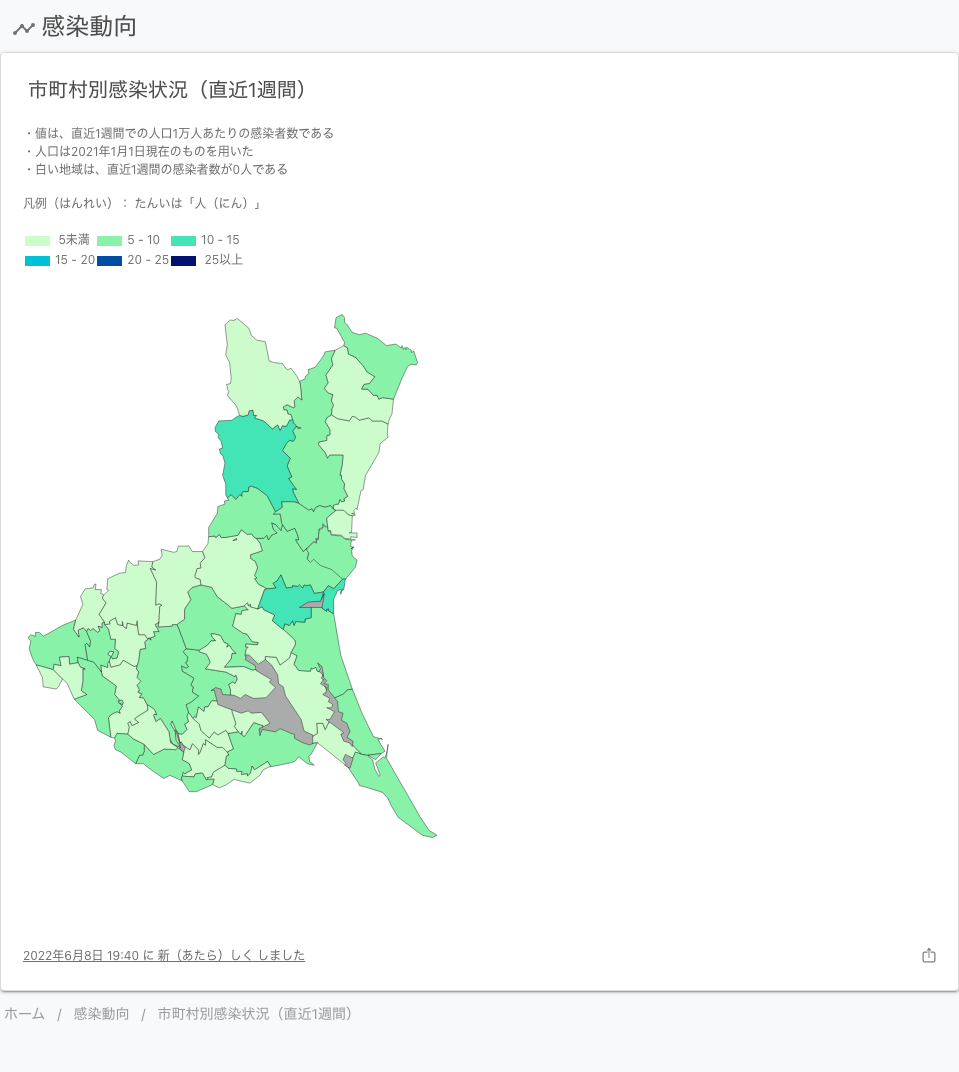 感染動向
市町村別感染状況（直近1週間）
・値は、直近1週間での人口1万人あたりの感染者数である
・人口は2021年1月1日現在のものを用いた
・白い地域は、直近1週間の感染者数が0人である
凡例（はんれい）： たんいは「人（にん）」
5未満 5 - 10 10 - 15
15 - 20 20 - 25 25以上
2022年6月8日 19:40 に 新（あたら）しく しました
ホーム / 感染動向 / 市町村別感染状況（直近1週間）